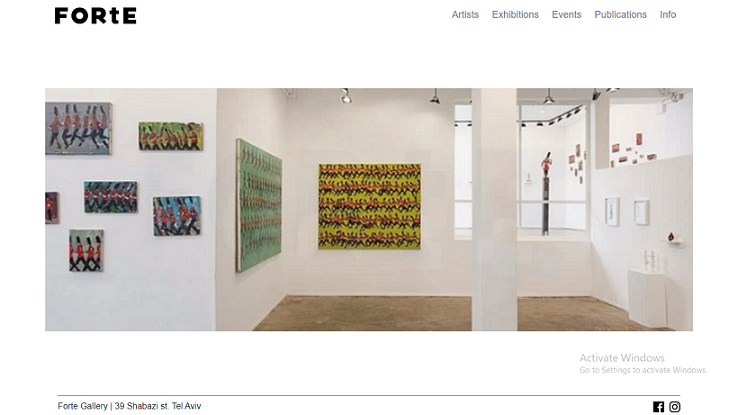 FORtE
Artists Exhibitions Events Publications Info
Activate Windows
Go to Settings to activate Windows.
Forte Gallery | 39 Shabazi st. Tel Aviv